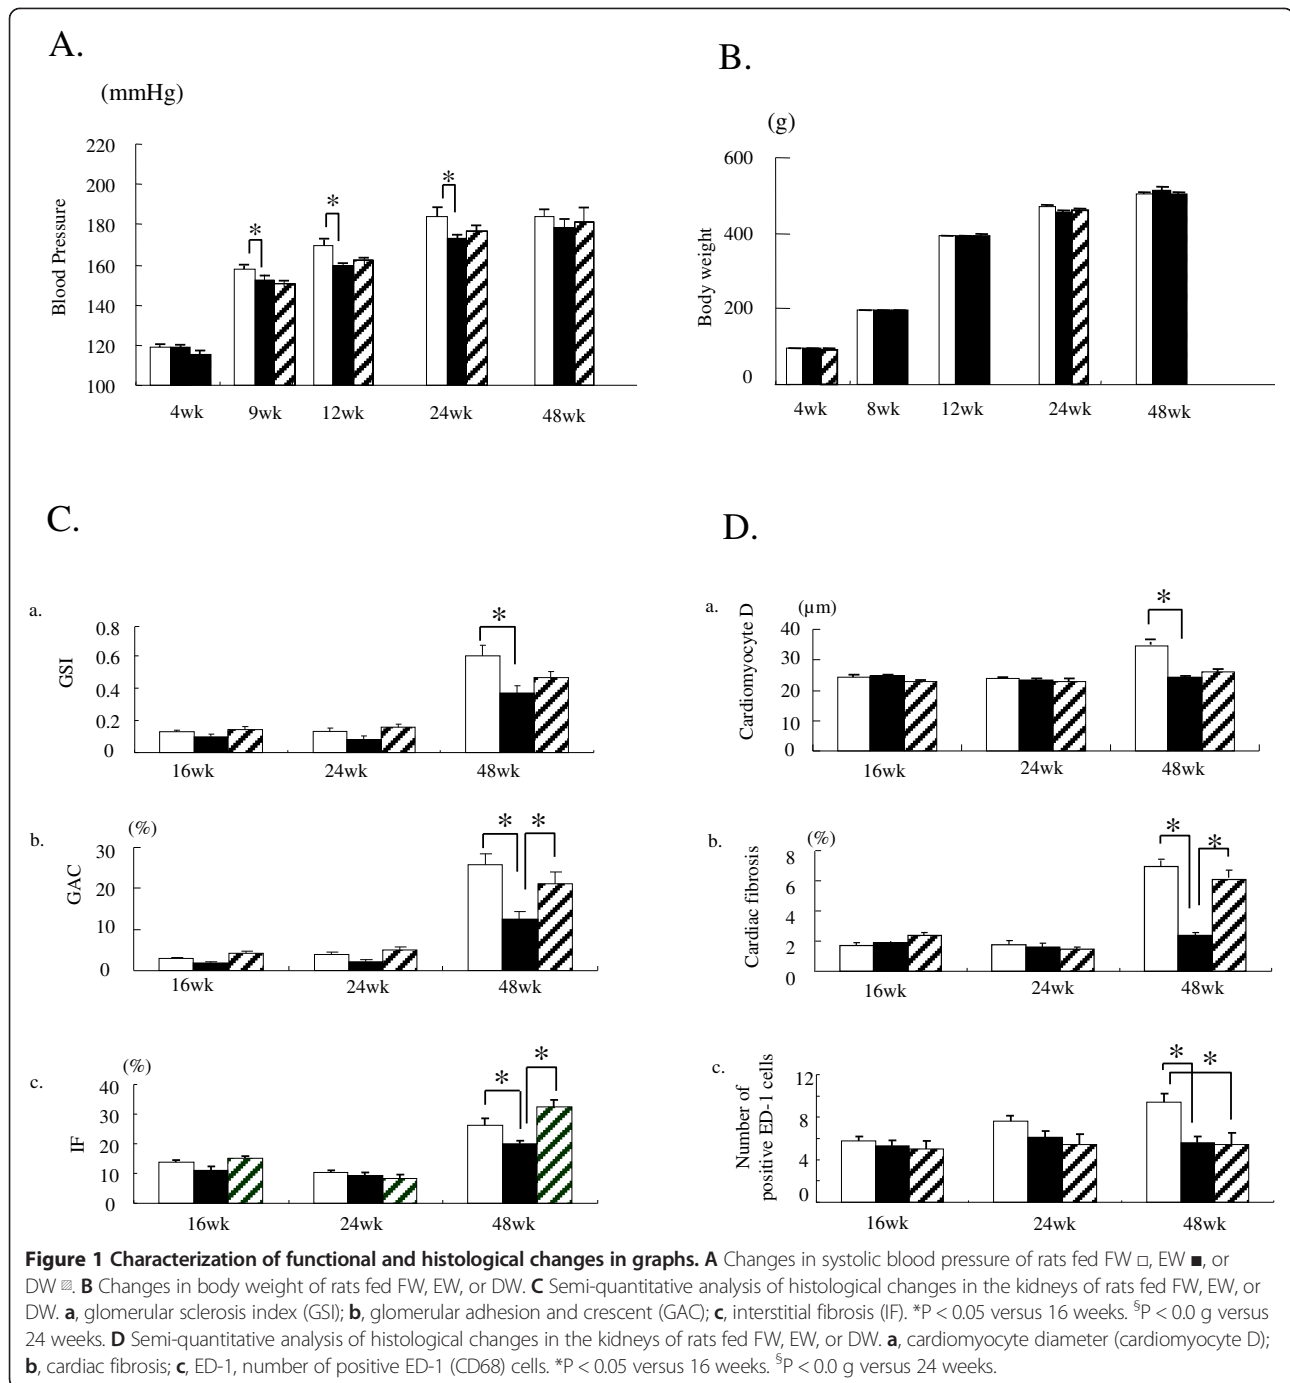 A.
(mmHg)
Blood Pressure
220
200
180
160
140
120
100
*
*
*
4wk
9wk
12wk
24wk
48wk
B.
(g)
Body weight
600
400
200
0
4wk
8wk
12wk
24wk
48wk
C.
a.
GSI
0.8
0.6
0.4
0.2
0
*
16wk
24wk
48wk
b.
(%)
GAC
30
20
10
0
*
*
16wk
24wk
48wk
c.
(%)
IF
40
30
20
10
0
*
*
16wk
24wk
48wk
D.
a.
(µm)
Cardiomyocyte D
40
30
20
10
0
*
16wk
24wk
48wk
b.
(%)
Cardiac fibrosis
8
6
4
2
0
*
*
16wk
24wk
48wk
c.
Number of
positive ED-1 cells
12
8
4
0
*
*
16wk
24wk
48wk
Figure 1 Characterization of functional and histological changes in graphs. A Changes in systolic blood pressure of rats fed FW □, EW ■, or
DW ▨. B Changes in body weight of rats fed FW, EW, or DW. C Semi-quantitative analysis of histological changes in the kidneys of rats fed FW, EW, or
DW. a, glomerular sclerosis index (GSI); b, glomerular adhesion and crescent (GAC); c, interstitial fibrosis (IF). *P < 0.05 versus 16 weeks. §P < 0.0 g versus
24 weeks. D Semi-quantitative analysis of histological changes in the kidneys of rats fed FW, EW, or DW. a, cardiomyocyte diameter (cardiomyocyte D);
b, cardiac fibrosis; c, ED-1, number of positive ED-1 (CD68) cells. *P < 0.05 versus 16 weeks. §P < 0.0 g versus 24 weeks.